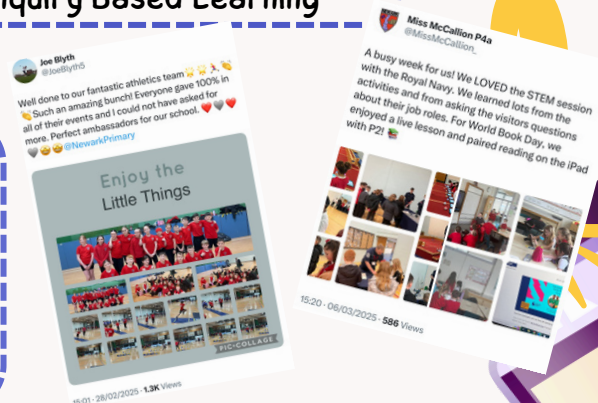 nquiry Based Learning
Joe Blyth
@JoeBlyth5
Well done to our fantastic athletics team 🏆🏆🏃👏
👏Such an amazing bunch! Everyone gave 100% in
all of their events and I could not have asked for
more. Perfect ambassadors for our school. ❤️🩶❤️
🩶🤩🤩@NewarkPrimary
Enjoy the
Little Things
PIC•COLLAGE
15:01 · 28/02/2025 · 1.3K Views
Miss McCallion P4a
@MissMcCallion_
A busy week for us! We LOVED the STEM session
with the Royal Navy. We learned lots from the
activities and from asking the visitors questions
about their job roles. For World Book Day, we
enjoyed a live lesson and paired reading on the iPad
with P2! 📚
15:20 · 06/03/2025 · 586 Views